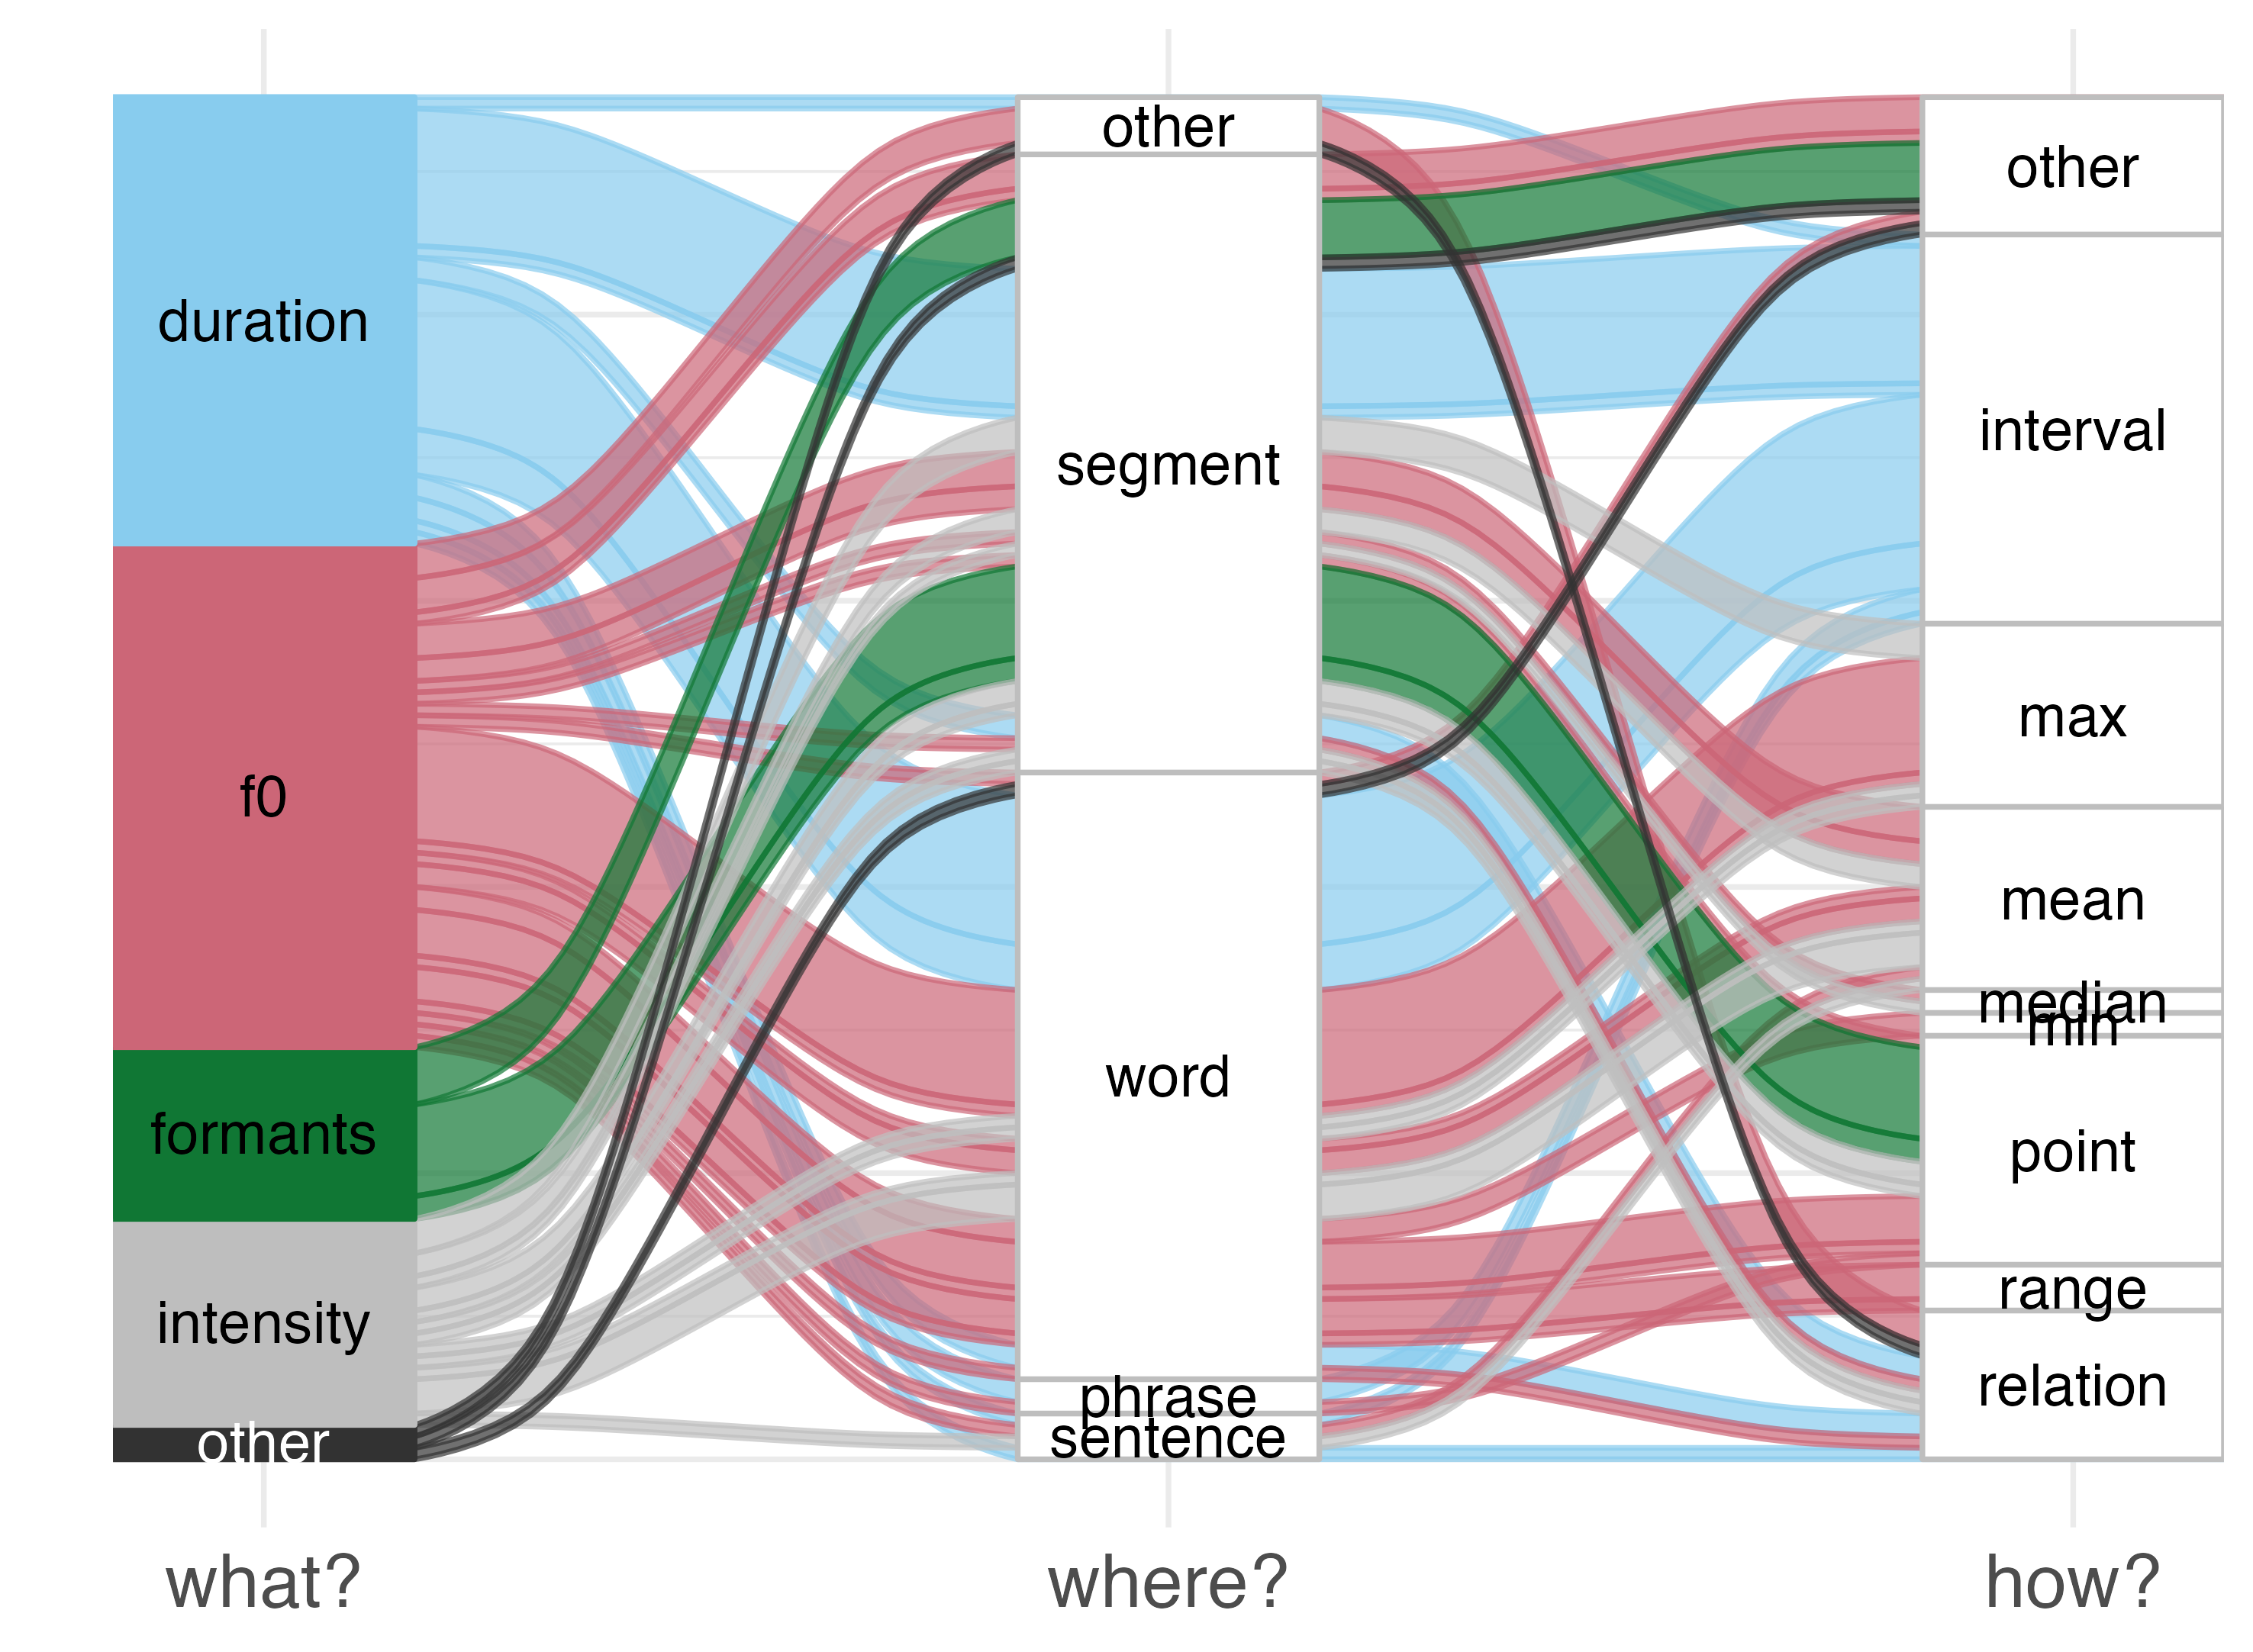 duration
f0
formants
intensity
other
other
segment
word
phrase
sentence
other
interval
max
mean
median
min
point
range
relation
what?
where?
how?